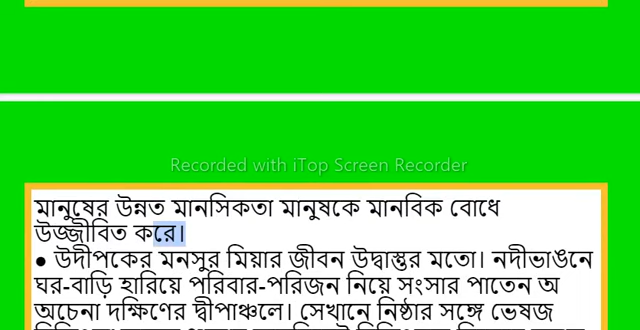 Recorded with iTop Screen Recorder
মানুষের উন্নত মানসিকতা মানুষকে মানবিক বোধে
উজ্জীবিত করে।
● উদীপকের মনসুর মিয়ার জীবন উদ্বাস্তুর মতো। নদীভাঙনে
ঘর-বাড়ি হারিয়ে পরিবার-পরিজন নিয়ে সংসার পাতেন অ
অচেনা দক্ষিণের দ্বীপাঞ্চলে। সেখানে নিষ্ঠার সঙ্গে ভেষজ